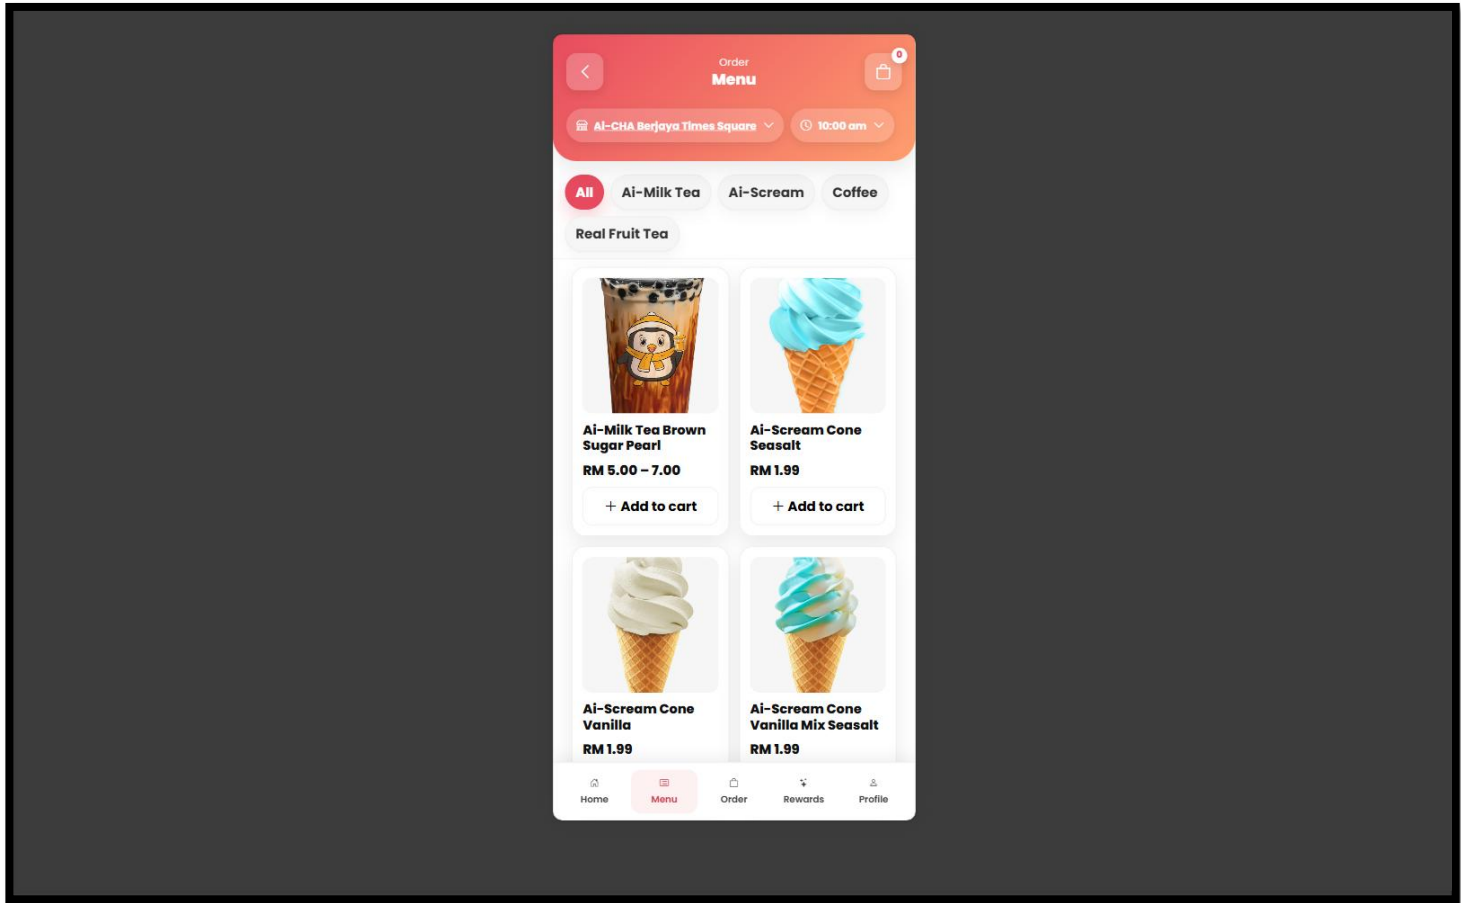 Order
Menu
0
Ai-CHA Berjaya Times Square
10:00 am
All
Ai-Milk Tea
Ai-Scream
Coffee
Real Fruit Tea
Ai-Milk Tea Brown
Sugar Pearl
RM 5.00 – 7.00
+ Add to cart
Ai-Scream Cone
Seasalt
RM 1.99
+ Add to cart
Ai-Scream Cone
Vanilla
RM 1.99
Ai-Scream Cone
Vanilla Mix Seasalt
RM 1.99
Home
Menu
Order
Rewards
Profile